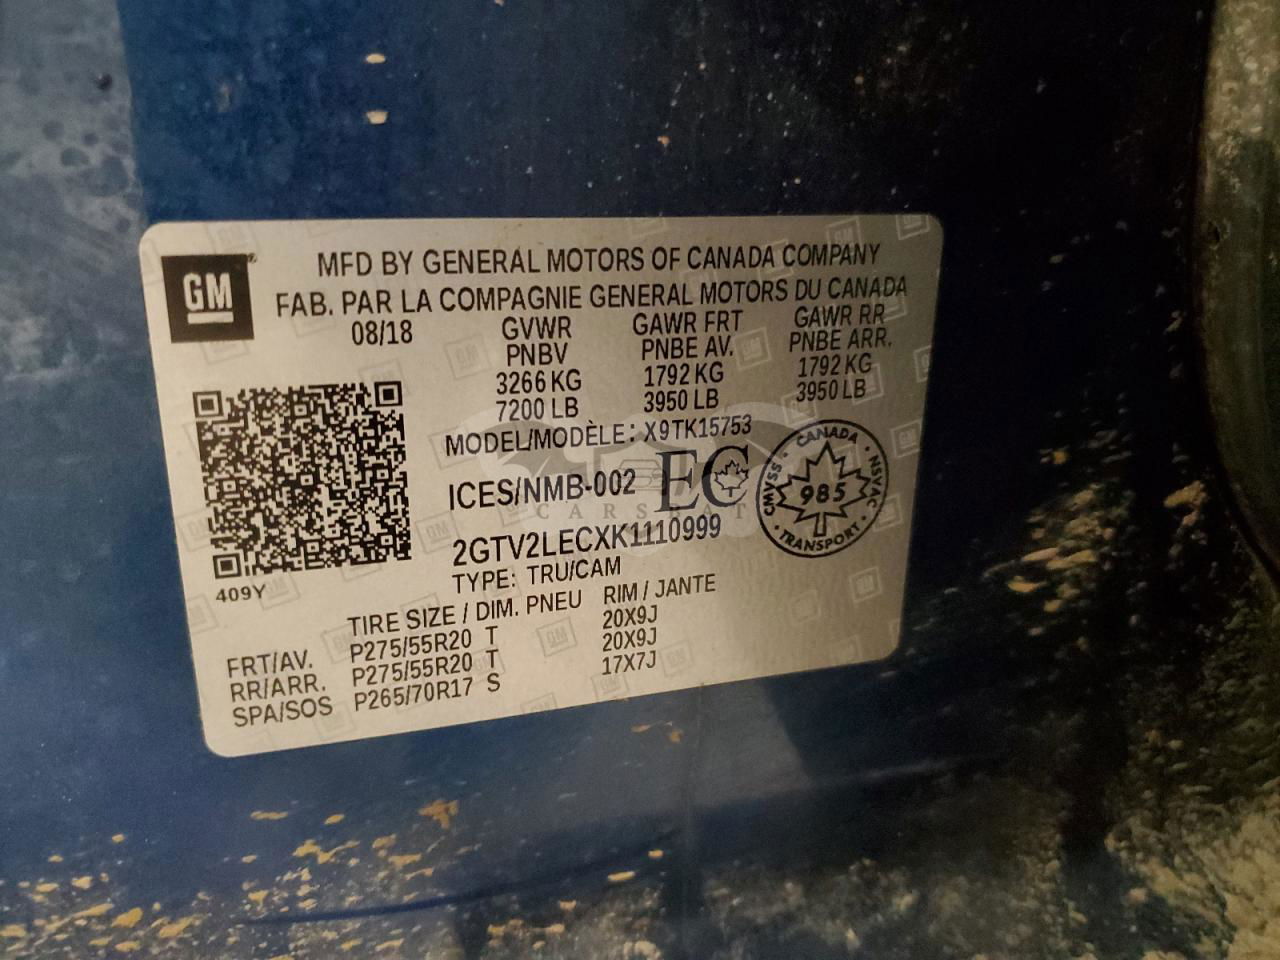 GM
MFD BY GENERAL MOTORS OF CANADA COMPANY
FAB. PAR LA COMPAGNIE GENERAL MOTORS DU CANADA
08/18 GVWR GAWR FRT GAWR RR
PNBV PNBE AV. PNBE ARR.
3266 KG 1792 KG 1792 KG
7200 LB 3950 LB 3950 LB
MODEL/MODÈLE: X9TK15753
ICES/NMB-002 EC
CANADA
CMVSS • NSVAC
985
• TRANSPORT •
CARSBAT
2GTV2LECXK1110999
TYPE: TRU/CAM
409Y
TIRE SIZE / DIM. PNEU RIM / JANTE
FRT/AV. P275/55R20 T 20X9J
RR/ARR. P275/55R20 T 20X9J
SPA/SOS P265/70R17 S 17X7J